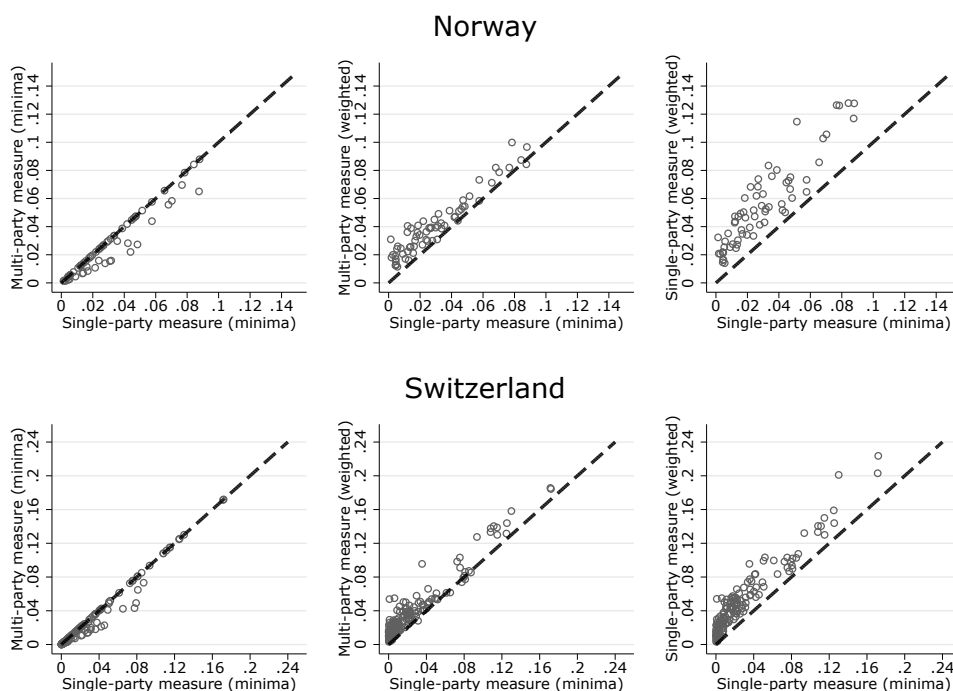 Norway
Multi-party measure (minima)
0 .02 .04 .06 .08 .1 .12 .14
0 .02 .04 .06 .08 .1 .12 .14
Single-party measure (minima)
Multi-party measure (weighted)
0 .02 .04 .06 .08 .1 .12 .14
0 .02 .04 .06 .08 .1 .12 .14
Single-party measure (minima)
Single-party measure (weighted)
0 .02 .04 .06 .08 .1 .12 .14
0 .02 .04 .06 .08 .1 .12 .14
Single-party measure (minima)
Switzerland
Multi-party measure (minima)
0 .04 .08 .12 .16 .2 .24
0 .04 .08 .12 .16 .2 .24
Single-party measure (minima)
Multi-party measure (weighted)
0 .04 .08 .12 .16 .2 .24
0 .04 .08 .12 .16 .2 .24
Single-party measure (minima)
Single-party measure (weighted)
0 .04 .08 .12 .16 .2 .24
0 .04 .08 .12 .16 .2 .24
Single-party measure (minima)